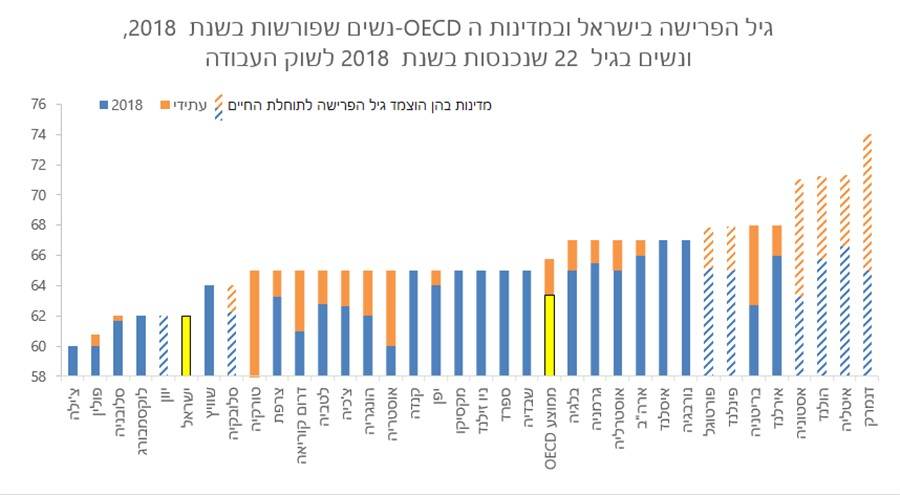 גיל הפרישה בישראל ובמדינות ה OECD-נשים שפורשות בשנת 2018,
ונשים בגיל 22 שנכנסות בשנת 2018 לשוק העבודה
2018
עתידי
מדינות בהן הוצמד גיל הפרישה לתוחלת החיים
76
74
72
70
68
66
64
62
60
58
צ'ילה
פולין
סלובניה
לוקסמבורג
יוון
ישראל
שוויץ
סלובקיה
טורקיה
צרפת
דרום קוריאה
לטביה
צ'כיה
הונגריה
אוסטריה
קנדה
יפן
מקסיקו
ניו זילנד
ספרד
שבדיה
ממוצע OECD
בלגיה
גרמניה
אוסטרליה
ארה"ב
איסלנד
נורבגיה
פורטוגל
פינלנד
בריטניה
אירלנד
אסטוניה
הולנד
איטליה
דנמרק